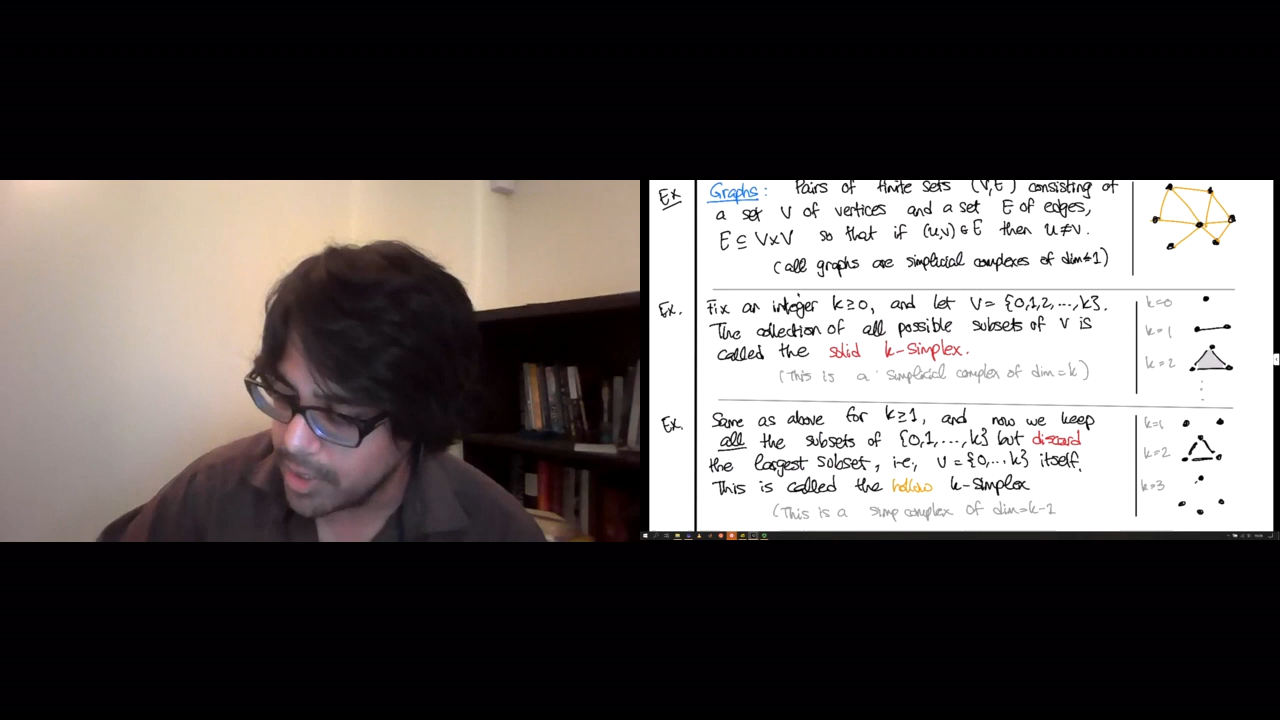 Ex Graphs: Pairs of finite sets (V,E) consisting of
a set V of vertices and a set E of edges,
E ⊆ V×V so that if (u,v) ∈ E then u≠v.
(all graphs are simplicial complexes of dim≤1)
Ex. Fix an integer k≥0, and let V= {0,1,2,...,k}.
The collection of all possible subsets of V is
called the solid k-simplex.
(This is a simplicial complex of dim=k)
k=0
k=1
k=2
Ex. Same as above for k≥1, and now we keep
all the subsets of {0,1,...,k} but discard
the largest subset, i.e, V={0,...k} itself.
This is called the hollow k-simplex
(This is a simp complex of dim=k-1
k=1
k=2
k=3